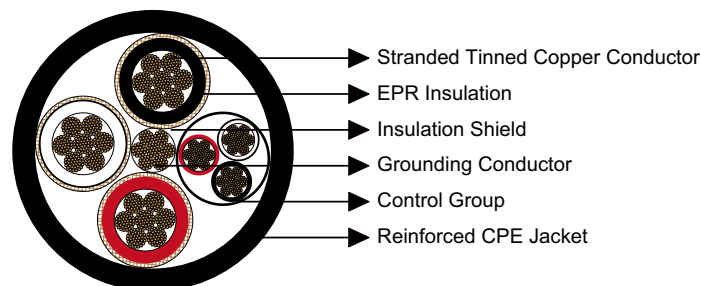 Stranded Tinned Copper Conductor
EPR Insulation
Insulation Shield
Grounding Conductor
Control Group
Reinforced CPE Jacket